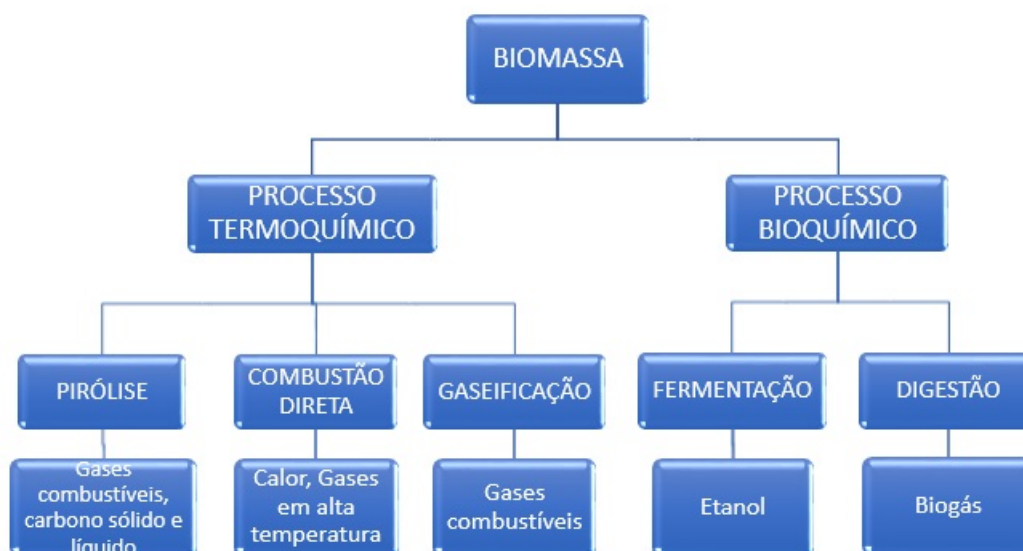 BIOMASSA
PROCESSO
TERMOQUÍMICO
PROCESSO
BIOQUÍMICO
PIRÓLISE
COMBUSTÃO
DIRETA
GASEIFICAÇÃO
FERMENTAÇÃO
DIGESTÃO
Gases
combustíveis,
carbono sólido e
líquido
Calor, Gases
em alta
temperatura
Gases
combustíveis
Etanol
Biogás